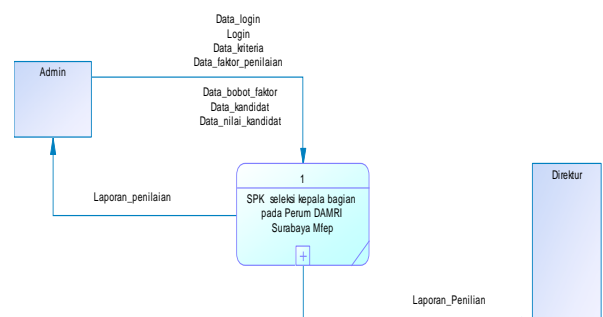 Data_login
Login
Data_kriteria
Data_faktor_penilaian
Admin
Data_bobot_faktor
Data_kandidat
Data_nilai_kandidat
1
SPK seleksi kepala bagian
pada Perum DAMRI
Surabaya Mfep
+
Direktur
Laporan_penilaian
Laporan_Penilian